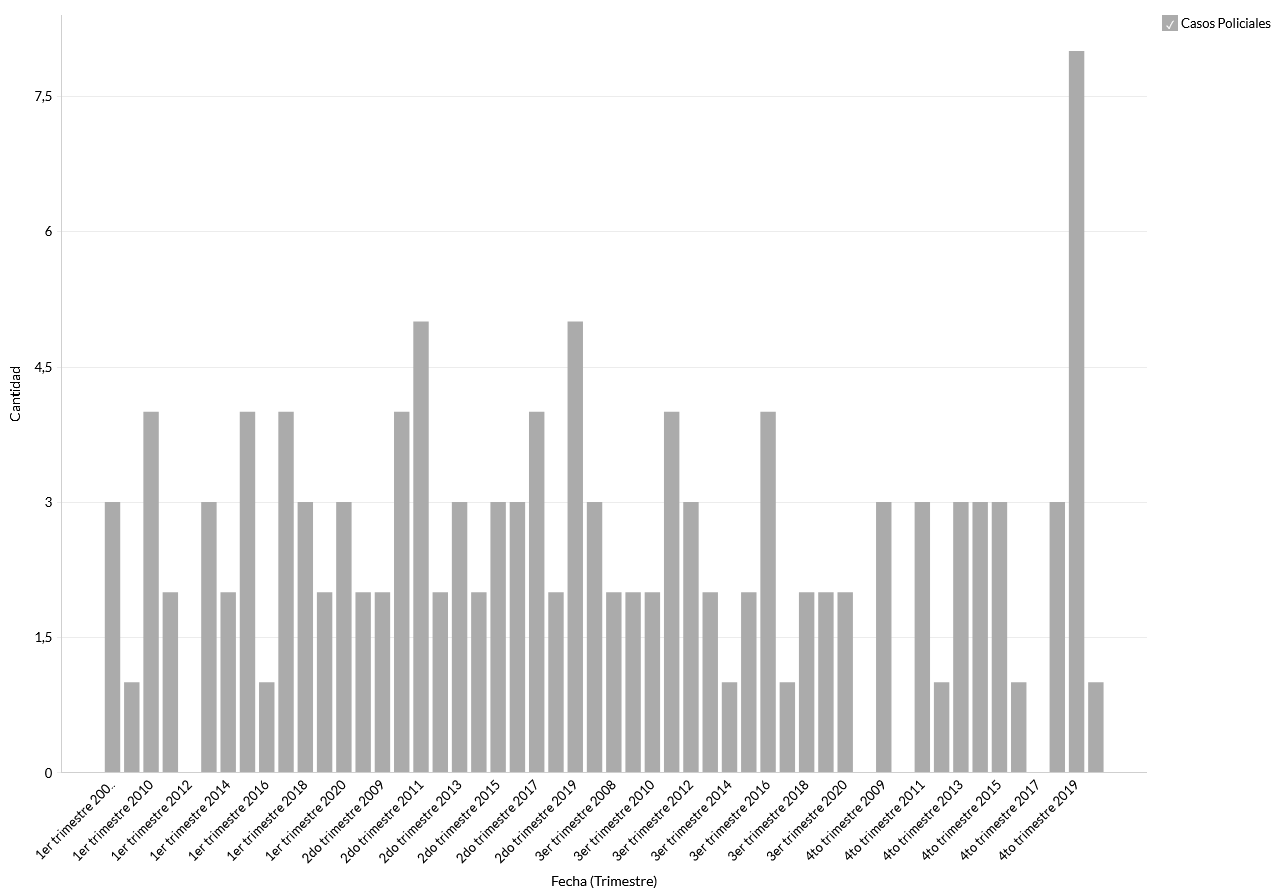 Casos Policiales
7,5
6
4,5
3
1,5
0
Cantidad
1er trimestre 200..
1er trimestre 2010
1er trimestre 2012
1er trimestre 2014
1er trimestre 2016
1er trimestre 2018
1er trimestre 2020
2do trimestre 2009
2do trimestre 2011
2do trimestre 2013
2do trimestre 2015
2do trimestre 2017
2do trimestre 2019
3er trimestre 2008
3er trimestre 2010
3er trimestre 2012
3er trimestre 2014
3er trimestre 2016
3er trimestre 2018
3er trimestre 2020
4to trimestre 2009
4to trimestre 2011
4to trimestre 2013
4to trimestre 2015
4to trimestre 2017
4to trimestre 2019
Fecha (Trimestre)